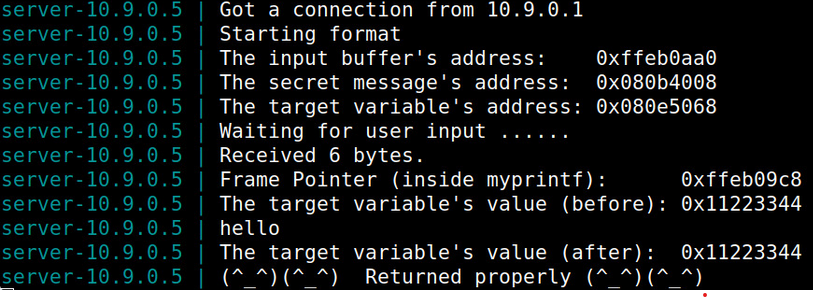 server-10.9.0.5 | Got a connection from 10.9.0.1
server-10.9.0.5 | Starting format
server-10.9.0.5 | The input buffer's address:    0xffeb0aa0
server-10.9.0.5 | The secret message's address:  0x080b4008
server-10.9.0.5 | The target variable's address: 0x080e5068
server-10.9.0.5 | Waiting for user input ......
server-10.9.0.5 | Received 6 bytes.
server-10.9.0.5 | Frame Pointer (inside myprintf):      0xffeb09c8
server-10.9.0.5 | The target variable's value (before): 0x11223344
server-10.9.0.5 | hello
server-10.9.0.5 | The target variable's value (after):  0x11223344
server-10.9.0.5 | (^_^)(^_^)  Returned properly (^_^)(^_^)